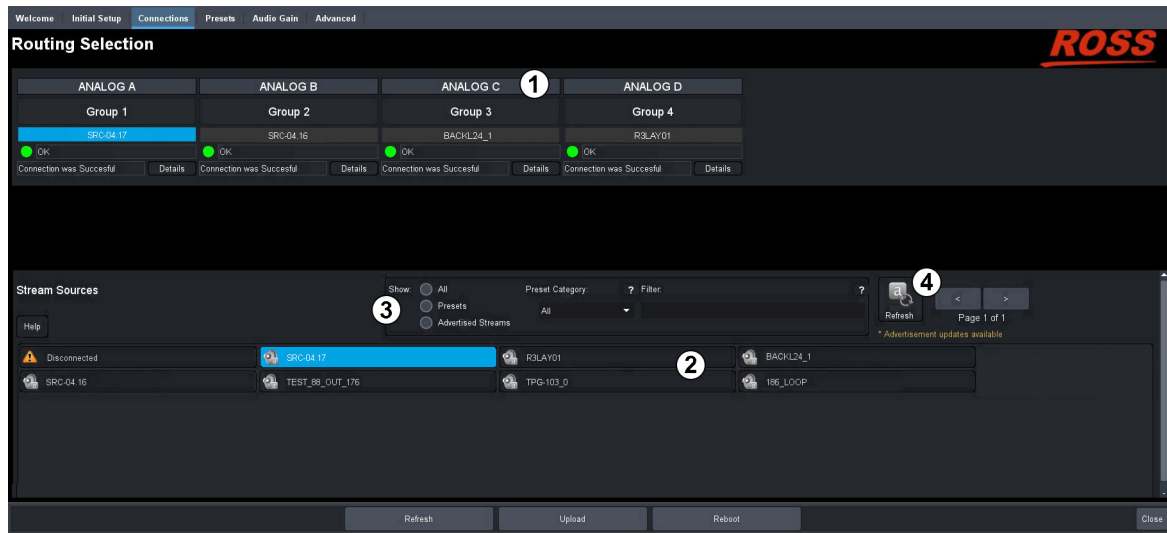 Welcome Initial Setup Connections Presets Audio Gain Advanced
Routing Selection
ROSS
ANALOG A ANALOG B ANALOG C 1 ANALOG D
Group 1 Group 2 Group 3 Group 4
SRC-04.17 SRC-04.16 BACKL24_1 R3LAY01
OK OK OK OK
Connection was Succesful Details Connection was Succesful Details Connection was Succesful Details Connection was Succesful Details
Stream Sources Show: All Preset Category: ? Filter: ? a 4
3 Presets All < >
Advertised Streams Refresh Page 1 of 1
Help * Advertisement updates available
Disconnected SRC-04.17 R3LAY01 2 BACKL24_1
SRC-04.16 TEST_88_OUT_176 TPG-103_0 186_LOOP
Refresh Upload Reboot Close